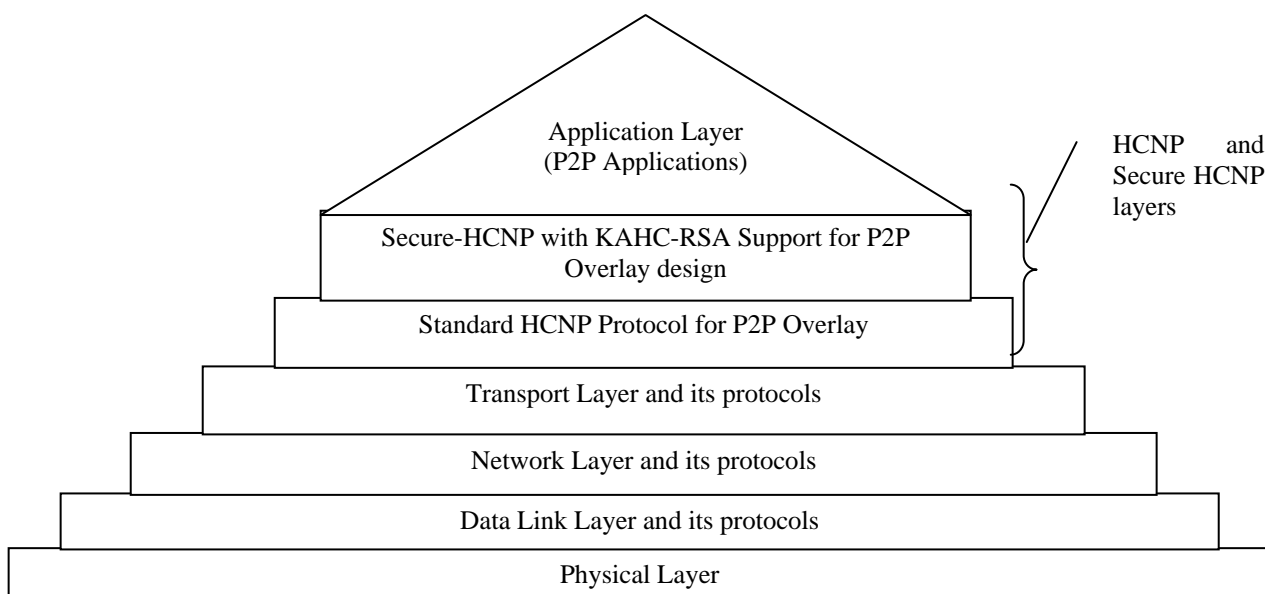 Application Layer
(P2P Applications)
HCNP and
Secure HCNP
layers
Secure-HCNP with KAHC-RSA Support for P2P
Overlay design
Standard HCNP Protocol for P2P Overlay
Transport Layer and its protocols
Network Layer and its protocols
Data Link Layer and its protocols
Physical Layer